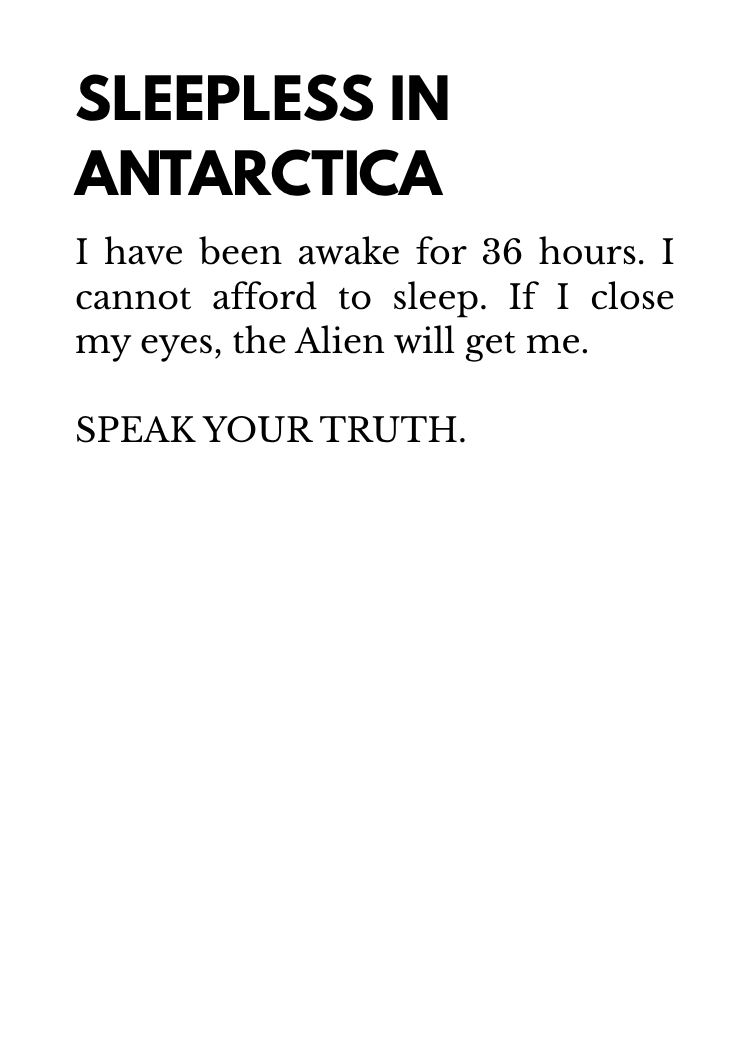 SLEEPLESS IN
ANTARCTICA
I have been awake for 36 hours. I
cannot afford to sleep. If I close
my eyes, the Alien will get me.
SPEAK YOUR TRUTH.